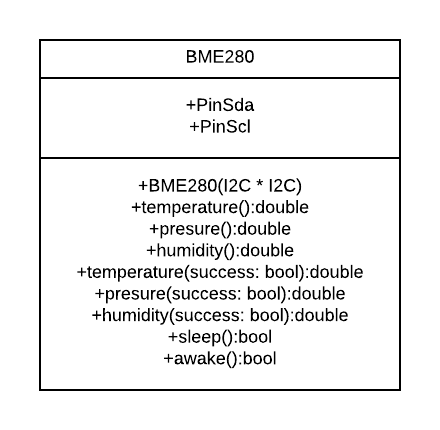 BME280
+PinSda
+PinScl
+BME280(I2C * I2C)
+temperature():double
+presure():double
+humidity():double
+temperature(success: bool):double
+presure(success: bool):double
+humidity(success: bool):double
+sleep():bool
+awake():bool